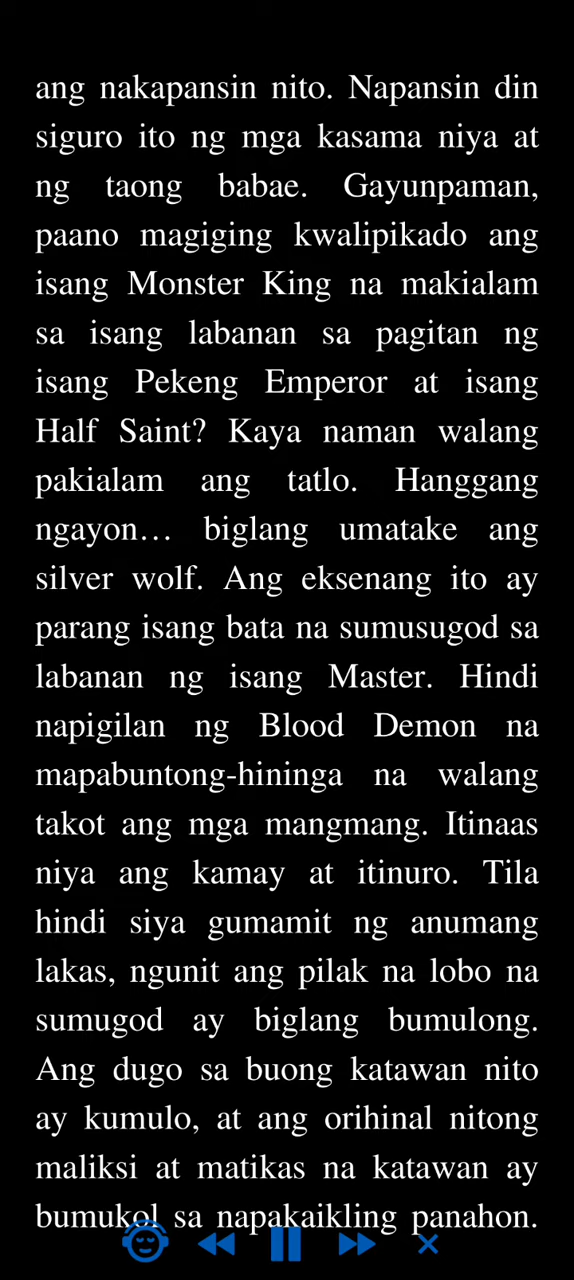 ang nakapansin nito. Napansin din
siguro ito ng mga kasama niya at
ng taong babae. Gayunpaman,
paano magiging kwalipikado ang
isang Monster King na makialam
sa isang labanan sa pagitan ng
isang Pekeng Emperor at isang
Half Saint? Kaya naman walang
pakialam ang tatlo. Hanggang
ngayon… biglang umatake ang
silver wolf. Ang eksenang ito ay
parang isang bata na sumusugod sa
labanan ng isang Master. Hindi
napigilan ng Blood Demon na
mapabuntong-hininga na walang
takot ang mga mangmang. Itinaas
niya ang kamay at itinuro. Tila
hindi siya gumamit ng anumang
lakas, ngunit ang pilak na lobo na
sumugod ay biglang bumulong.
Ang dugo sa buong katawan nito
ay kumulo, at ang orihinal nitong
maliksi at matikas na katawan ay
bumukol sa napakaikling panahon.